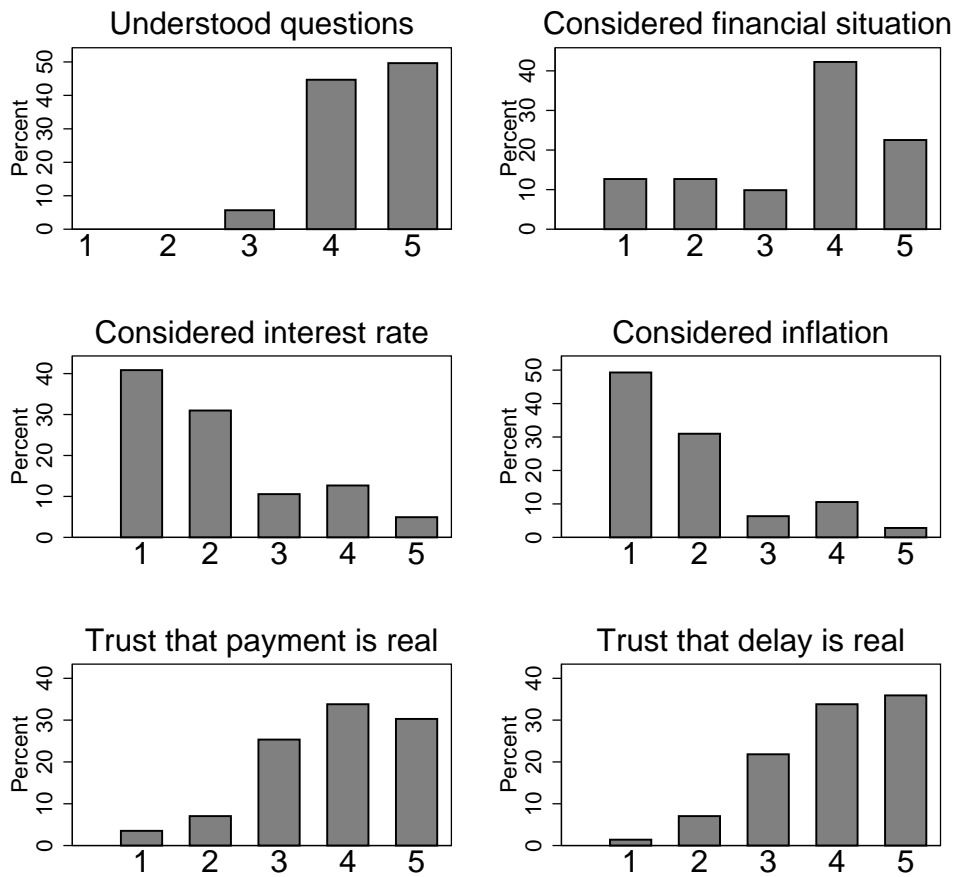 Understood questions
Percent
0 10 20 30 40 50
1 2 3 4 5
Considered financial situation
Percent
0 10 20 30 40
1 2 3 4 5
Considered interest rate
Percent
0 10 20 30 40
1 2 3 4 5
Considered inflation
Percent
0 10 20 30 40 50
1 2 3 4 5
Trust that payment is real
Percent
0 10 20 30 40
1 2 3 4 5
Trust that delay is real
Percent
0 10 20 30 40
1 2 3 4 5